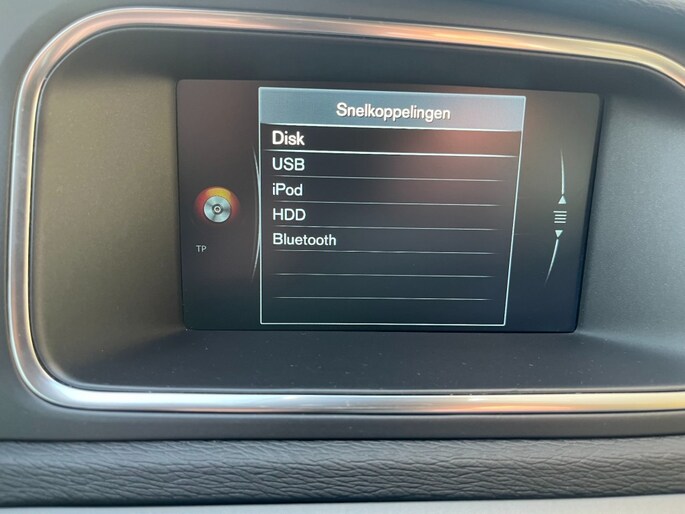 Snelkoppelingen
Disk
USB
iPod
HDD
Bluetooth
TP